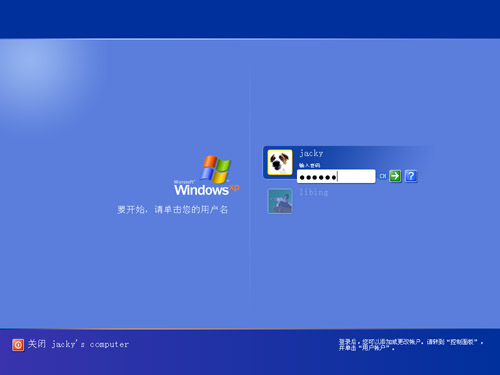 jacky
输入密码
CH
?
Microsoft
Windows xp
libing
要开始，请单击您的用户名
关闭 jacky's computer
登录后，您可以添加或更改帐户。请转到“控制面板”，
并单击“用户帐户”。